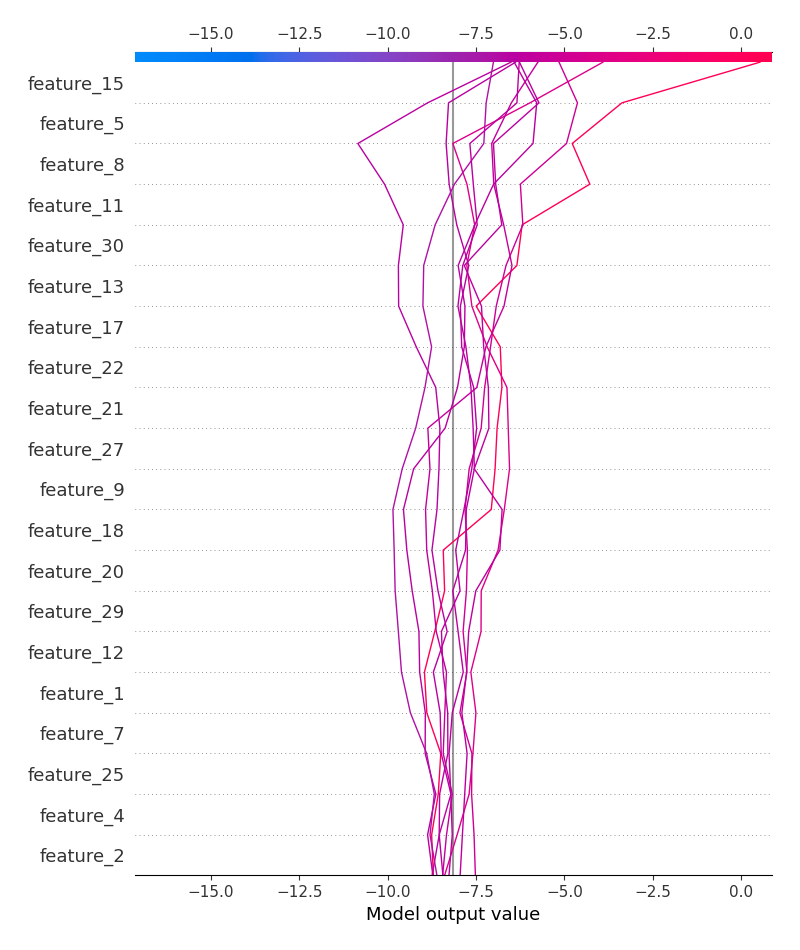 −15.0 −12.5 −10.0 −7.5 −5.0 −2.5 0.0
feature_15
feature_5
feature_8
feature_11
feature_30
feature_13
feature_17
feature_22
feature_21
feature_27
feature_9
feature_18
feature_20
feature_29
feature_12
feature_1
feature_7
feature_25
feature_4
feature_2
−15.0 −12.5 −10.0 −7.5 −5.0 −2.5 0.0
Model output value